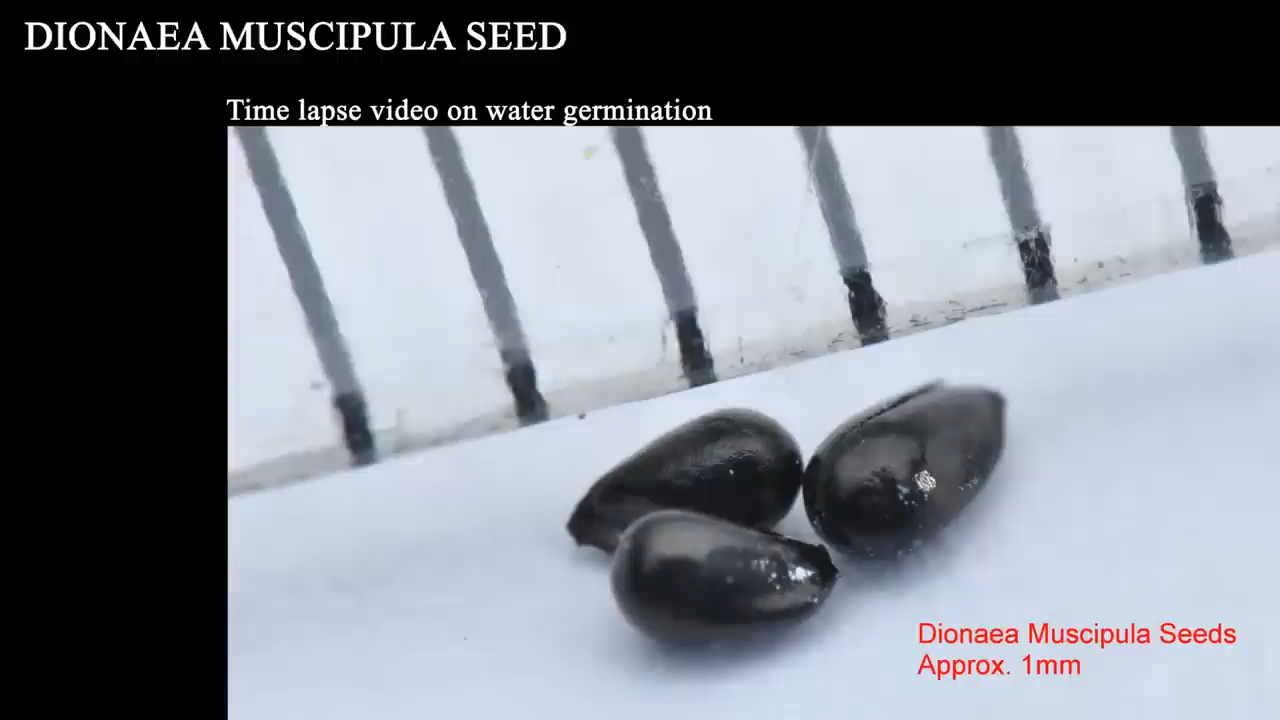 DIONAEA MUSCIPULA SEED
Time lapse video on water germination
Dionaea Muscipula Seeds
Approx. 1mm